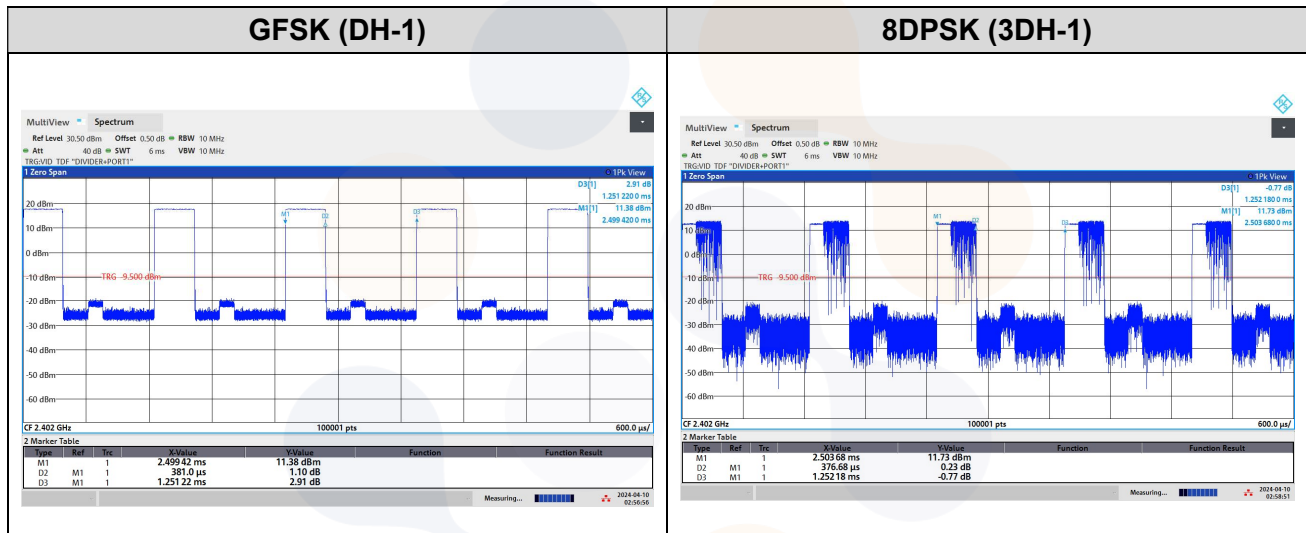 GFSK (DH-1)
8DPSK (3DH-1)
MultiView Spectrum
Ref Level 30.50 dBm Offset 0.50 dB RBW 10 MHz
Att 40 dB SWT 6 ms VBW 10 MHz
TRG:VID TDF "DIVIDER+PORT1"
1 Zero Span 1Pk View
D3[1] 2.91 dB
1.251 220 0 ms
M1[1] 11.38 dBm
2.499 420 0 ms
20 dBm
M1 D2 D3
10 dBm
0 dBm
-10 dBm TRG -9.500 dBm
-20 dBm
-30 dBm
-40 dBm
-50 dBm
-60 dBm
CF 2.402 GHz 100001 pts 600.0 µs/
2 Marker Table
Type Ref Trc X-Value Y-Value Function Function Result
M1 1 2.499 42 ms 11.38 dBm
D2 M1 1 381.0 µs 1.10 dB
D3 M1 1 1.251 22 ms 2.91 dB
Measuring... 2024-04-10
02:56:56
MultiView Spectrum
Ref Level 30.50 dBm Offset 0.50 dB RBW 10 MHz
Att 40 dB SWT 6 ms VBW 10 MHz
TRG:VID TDF "DIVIDER+PORT1"
1 Zero Span 1Pk View
D3[1] -0.77 dB
1.252 180 0 ms
M1[1] 11.73 dBm
2.503 680 0 ms
20 dBm
M1 D2 D3
10 dBm
0 dBm
-10 dBm TRG -9.500 dBm
-20 dBm
-30 dBm
-40 dBm
-50 dBm
-60 dBm
CF 2.402 GHz 100001 pts 600.0 µs/
2 Marker Table
Type Ref Trc X-Value Y-Value Function Function Result
M1 1 2.503 68 ms 11.73 dBm
D2 M1 1 376.68 µs 0.23 dB
D3 M1 1 1.252 18 ms -0.77 dB
Measuring... 2024-04-10
02:58:51